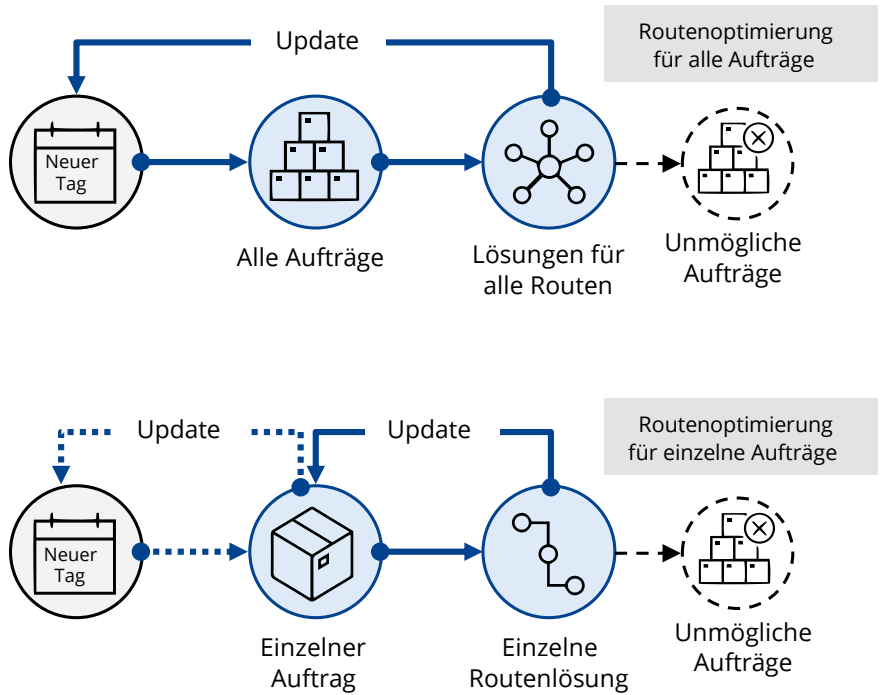 Update
Routenoptimierung
für alle Aufträge
Neuer
Tag
Alle Aufträge
Lösungen für
alle Routen
Unmögliche
Aufträge
Update
Update
Routenoptimierung
für einzelne Aufträge
Neuer
Tag
Einzelner
Auftrag
Einzelne
Routenlösung
Unmögliche
Aufträge